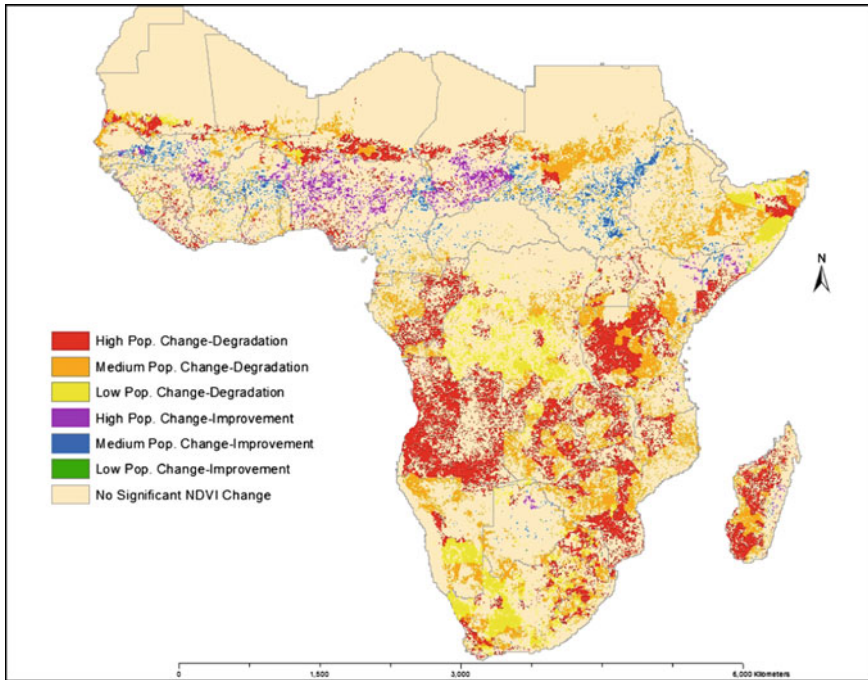 N
High Pop. Change-Degradation
Medium Pop. Change-Degradation
Low Pop. Change-Degradation
High Pop. Change-Improvement
Medium Pop. Change-Improvement
Low Pop. Change-Improvement
No Significant NDVI Change
0 1,500 3,000 6,000 Kilometers